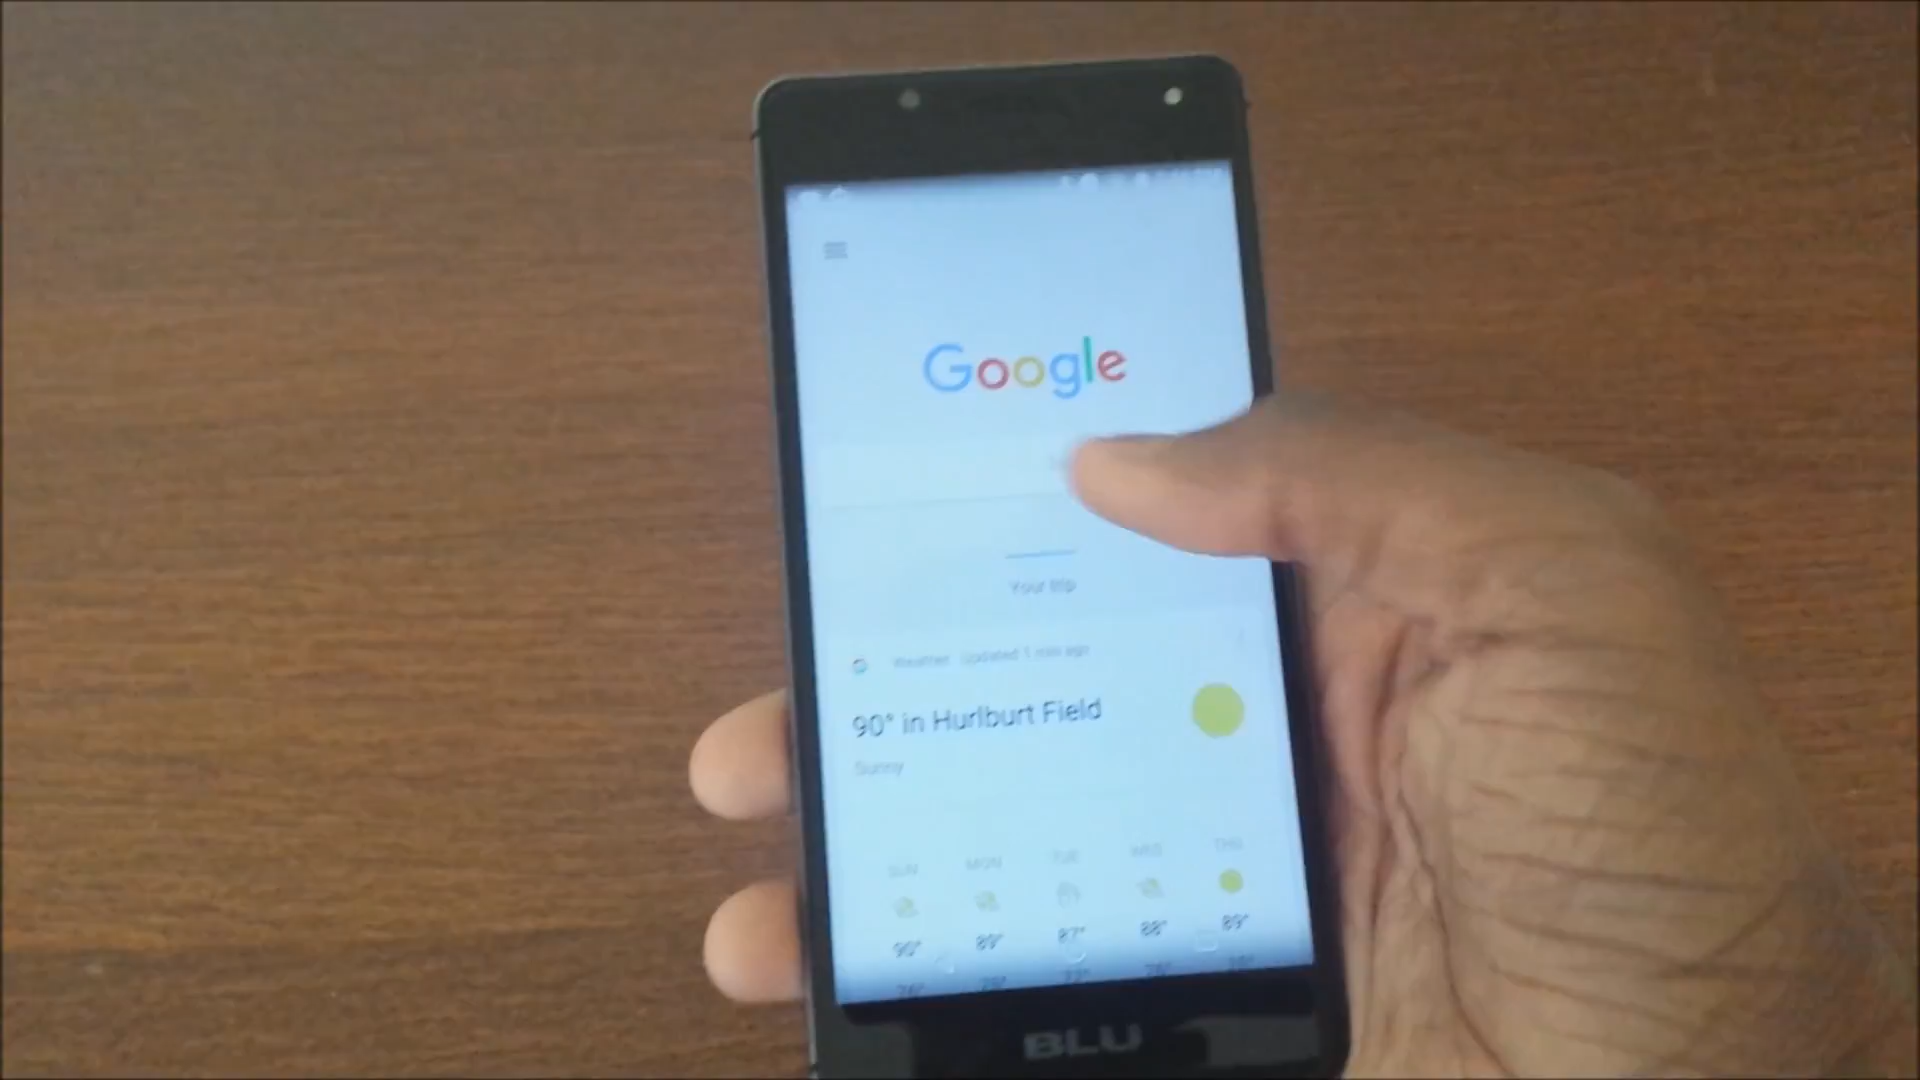 Google
Your trip
Weather Updated 1 min ago
90° in Hurlburt Field
Sunny
SUN MON TUE WED THU
90° 89° 87° 88° 89°
BLU